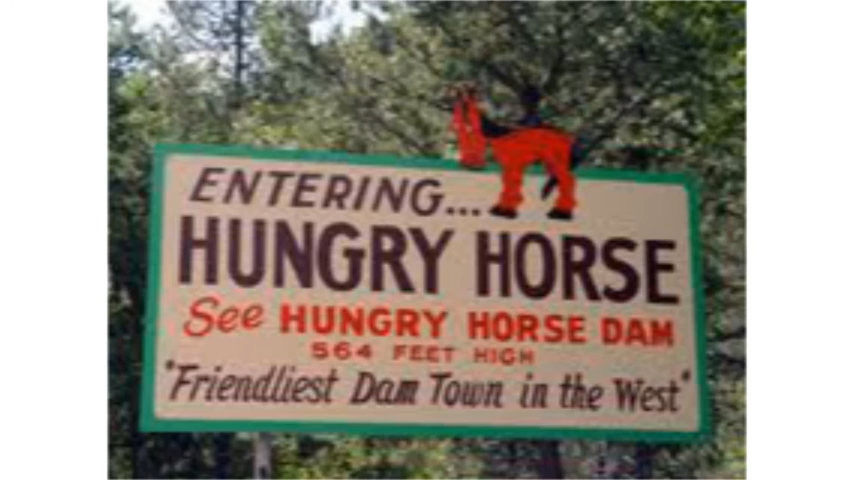 ENTERING...
HUNGRY HORSE
See HUNGRY HORSE DAM
564 FEET HIGH
"Friendliest Dam Town in the West"